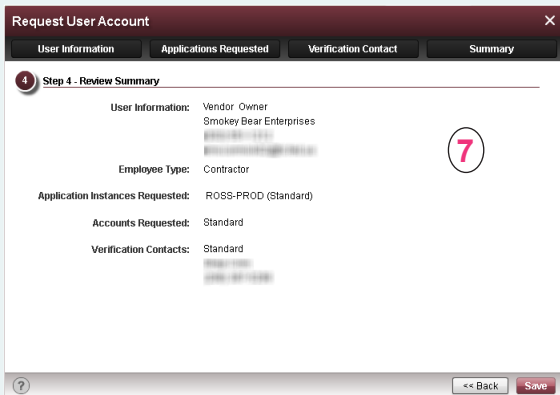 Request User Account ×
User Information Applications Requested Verification Contact Summary
4 Step 4 - Review Summary
User Information: Vendor Owner
Smokey Bear Enterprises
7
Employee Type: Contractor
Application Instances Requested: ROSS-PROD (Standard)
Accounts Requested: Standard
Verification Contacts: Standard
? << Back Save